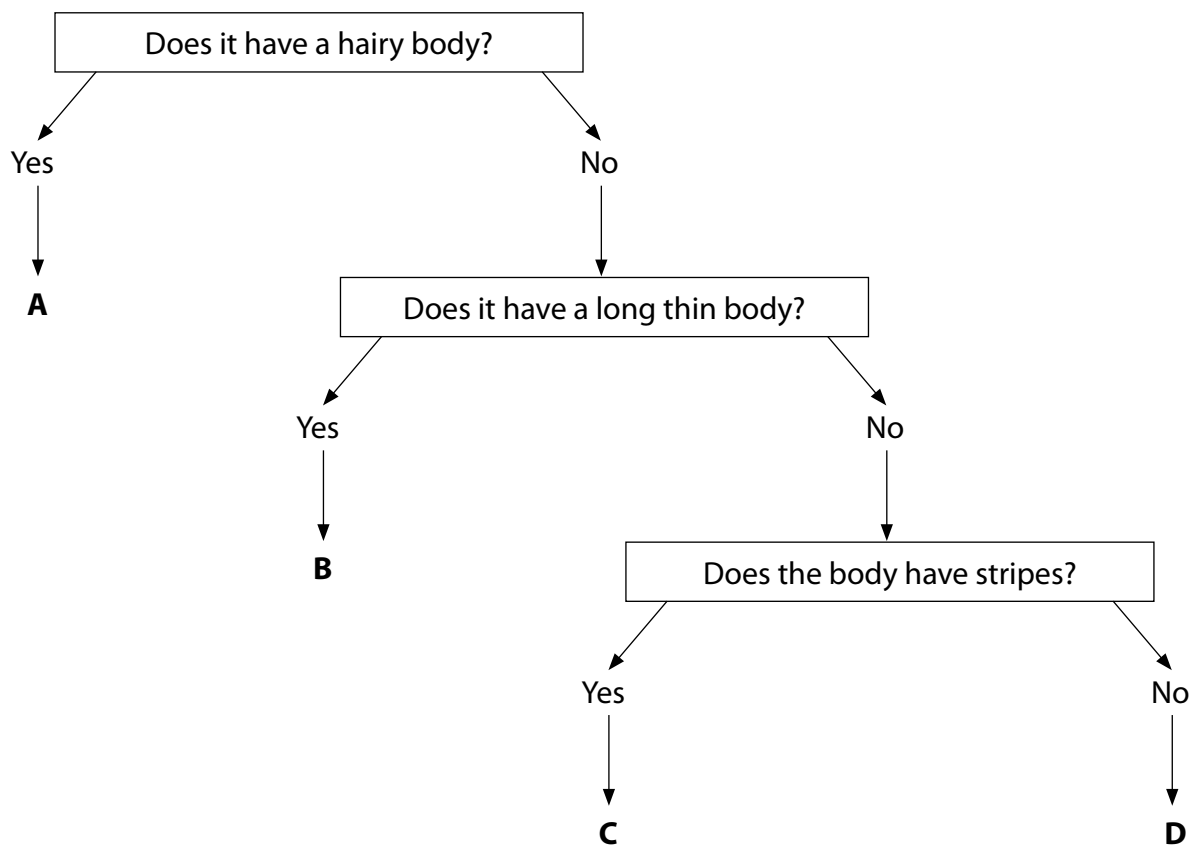 Does it have a hairy body?
Yes
No
A
Does it have a long thin body?
Yes
No
B
Does the body have stripes?
Yes
No
C
D